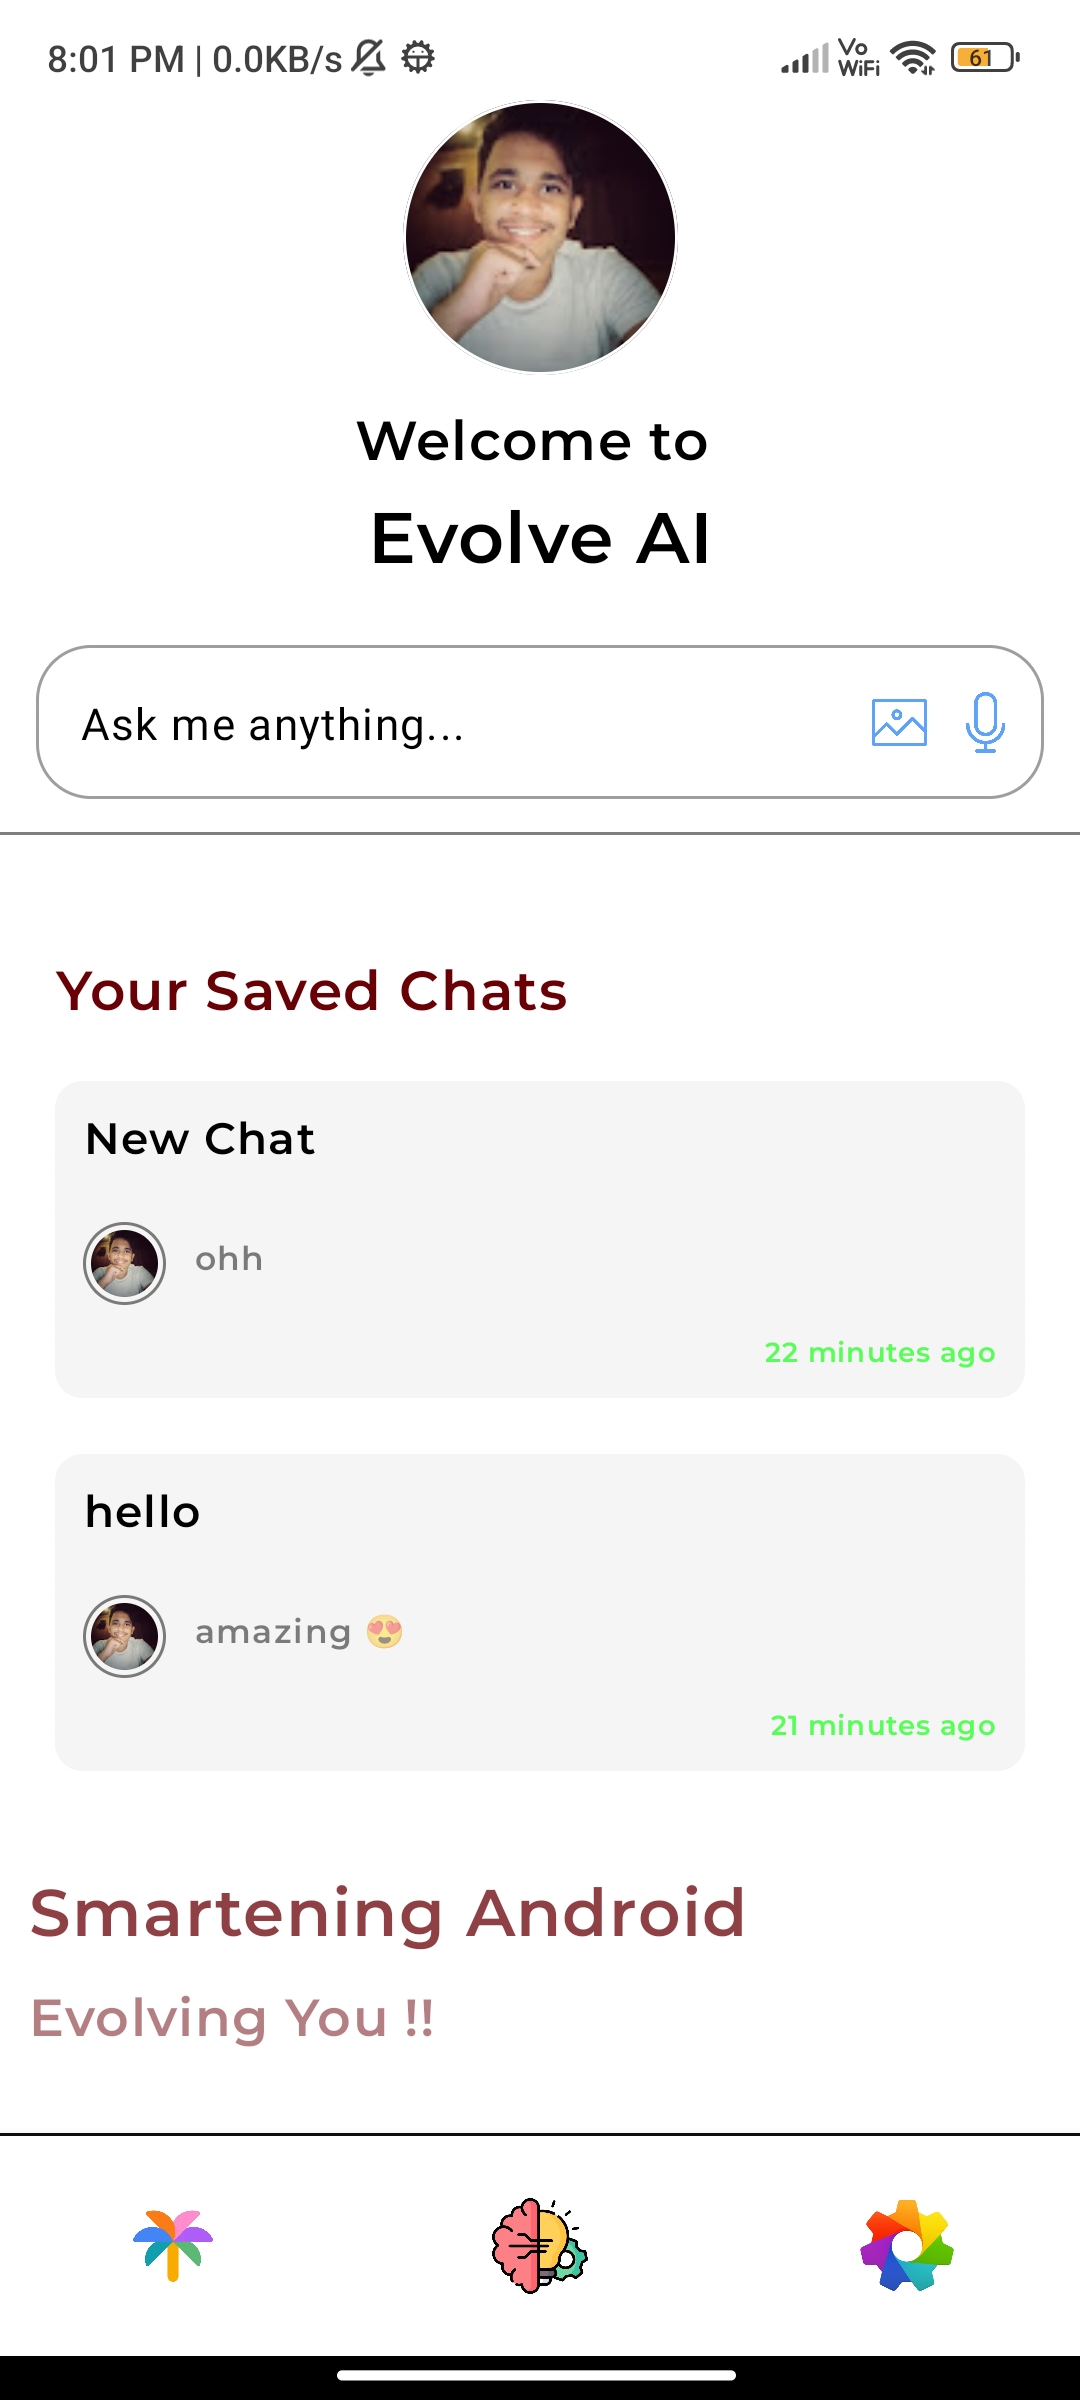 8:01 PM | 0.0KB/s Vo WiFi 61
Welcome to
Evolve AI
Ask me anything...
Your Saved Chats
New Chat
ohh
22 minutes ago
hello
amazing 😍
21 minutes ago
Smartening Android
Evolving You !!